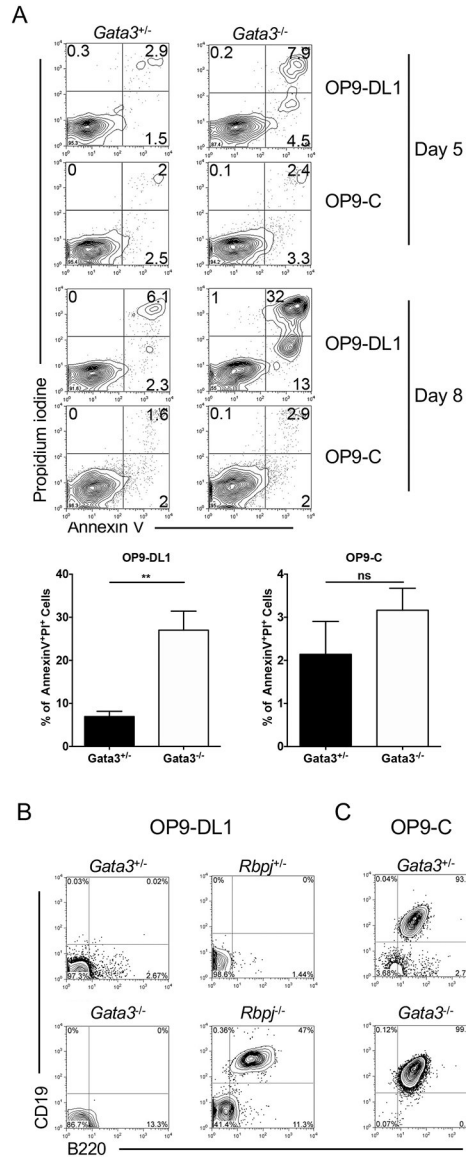 A
Gata3+/- Gata3-/-
0.3 2.9 0.2 7.9
OP9-DL1
1.5 4.5
Day 5
0 2 0.1 2.4
OP9-C
2.5 3.3
0 6.1 1 32
OP9-DL1
2.3 13
Day 8
0 1.6 0.1 2.9
OP9-C
2 2
Propidium iodine
Annexin V
OP9-DL1 OP9-C
** ns
% of AnnexinV+PI+ Cells
40
30
20
10
0
Gata3+/- Gata3-/-
% of AnnexinV+PI+ Cells
4
3
2
1
0
Gata3+/- Gata3-/-
B C
OP9-DL1 OP9-C
Gata3+/- Rbpj+/- Gata3+/-
0.03% 0.02% 0% 0% 0.04% 93.
97.3% 2.67% 98.6% 1.44% 3.68% 2.7
Gata3-/- Rbpj-/- Gata3-/-
0% 0% 0.36% 47% 0.12% 99.
86.7% 13.3% 41.4% 11.3% 0.07% 0.
CD19
B220